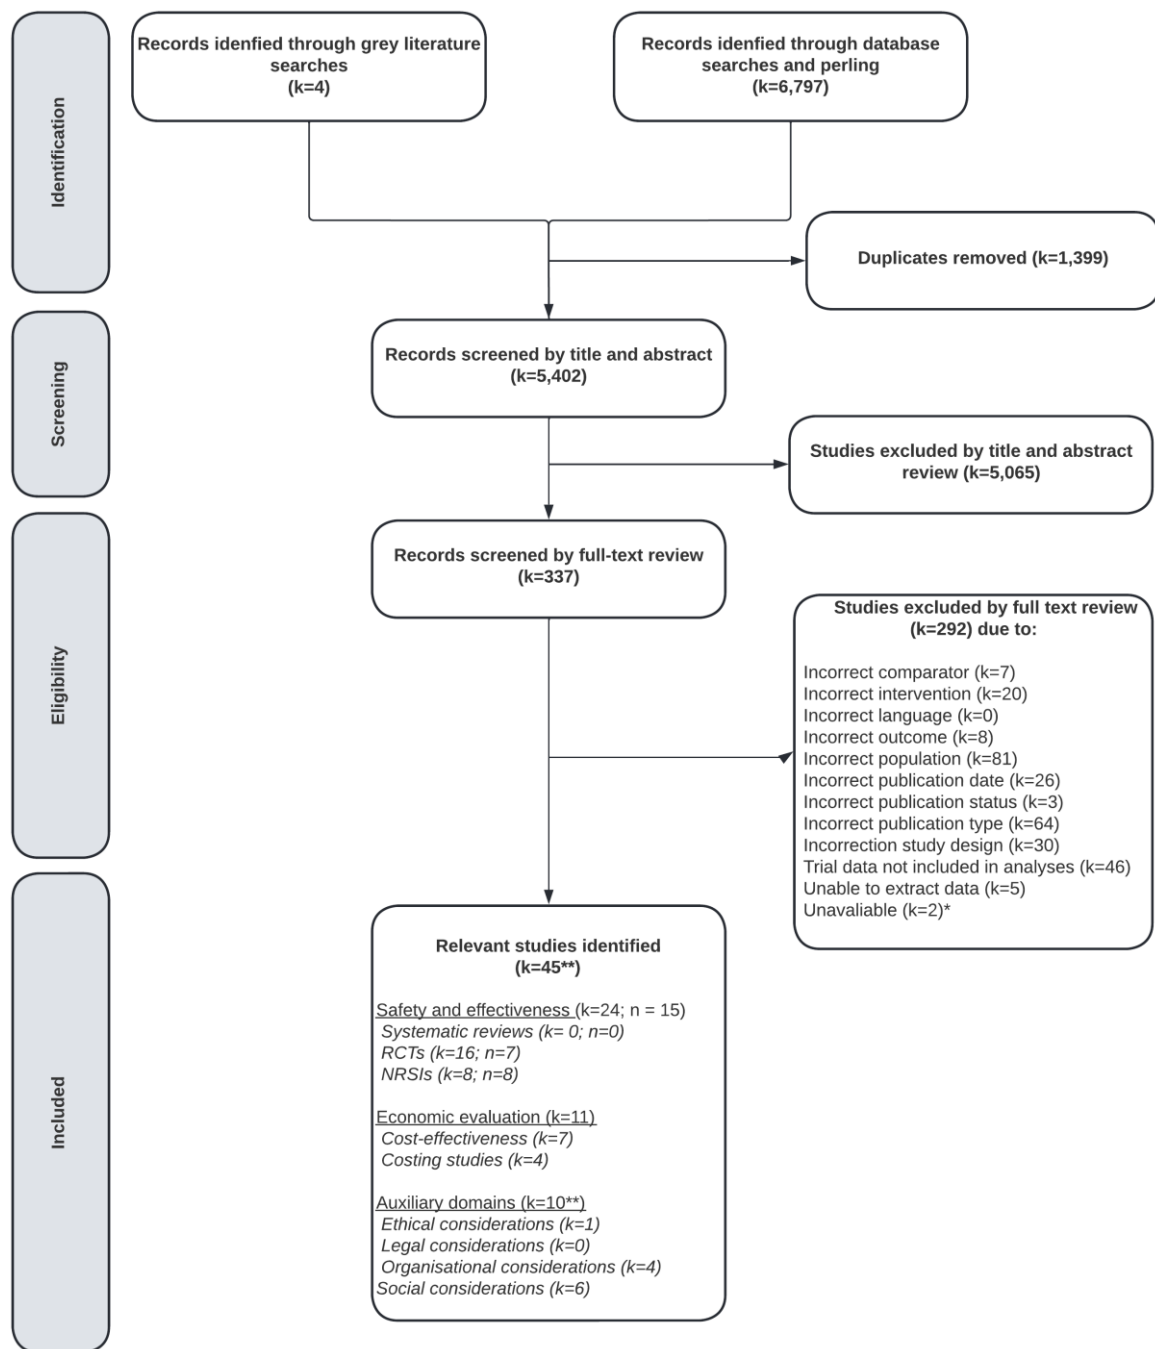 Identification
Records idenfied through grey literature
searches
(k=4)
Records idenfied through database
searches and perling
(k=6,797)
Duplicates removed (k=1,399)
Screening
Records screened by title and abstract
(k=5,402)
Studies excluded by title and abstract
review (k=5,065)
Eligibility
Records screened by full-text review
(k=337)
Studies excluded by full text review
(k=292) due to:
Incorrect comparator (k=7)
Incorrect intervention (k=20)
Incorrect language (k=0)
Incorrect outcome (k=8)
Incorrect population (k=81)
Incorrect publication date (k=26)
Incorrect publication status (k=3)
Incorrect publication type (k=64)
Incorrection study design (k=30)
Trial data not included in analyses (k=46)
Unable to extract data (k=5)
Unavaliable (k=2)*
Included
Relevant studies identified
(k=45**)
Safety and effectiveness (k=24; n = 15)
Systematic reviews (k= 0; n=0)
RCTs (k=16; n=7)
NRSIs (k=8; n=8)
Economic evaluation (k=11)
Cost-effectiveness (k=7)
Costing studies (k=4)
Auxiliary domains (k=10**)
Ethical considerations (k=1)
Legal considerations (k=0)
Organisational considerations (k=4)
Social considerations (k=6)